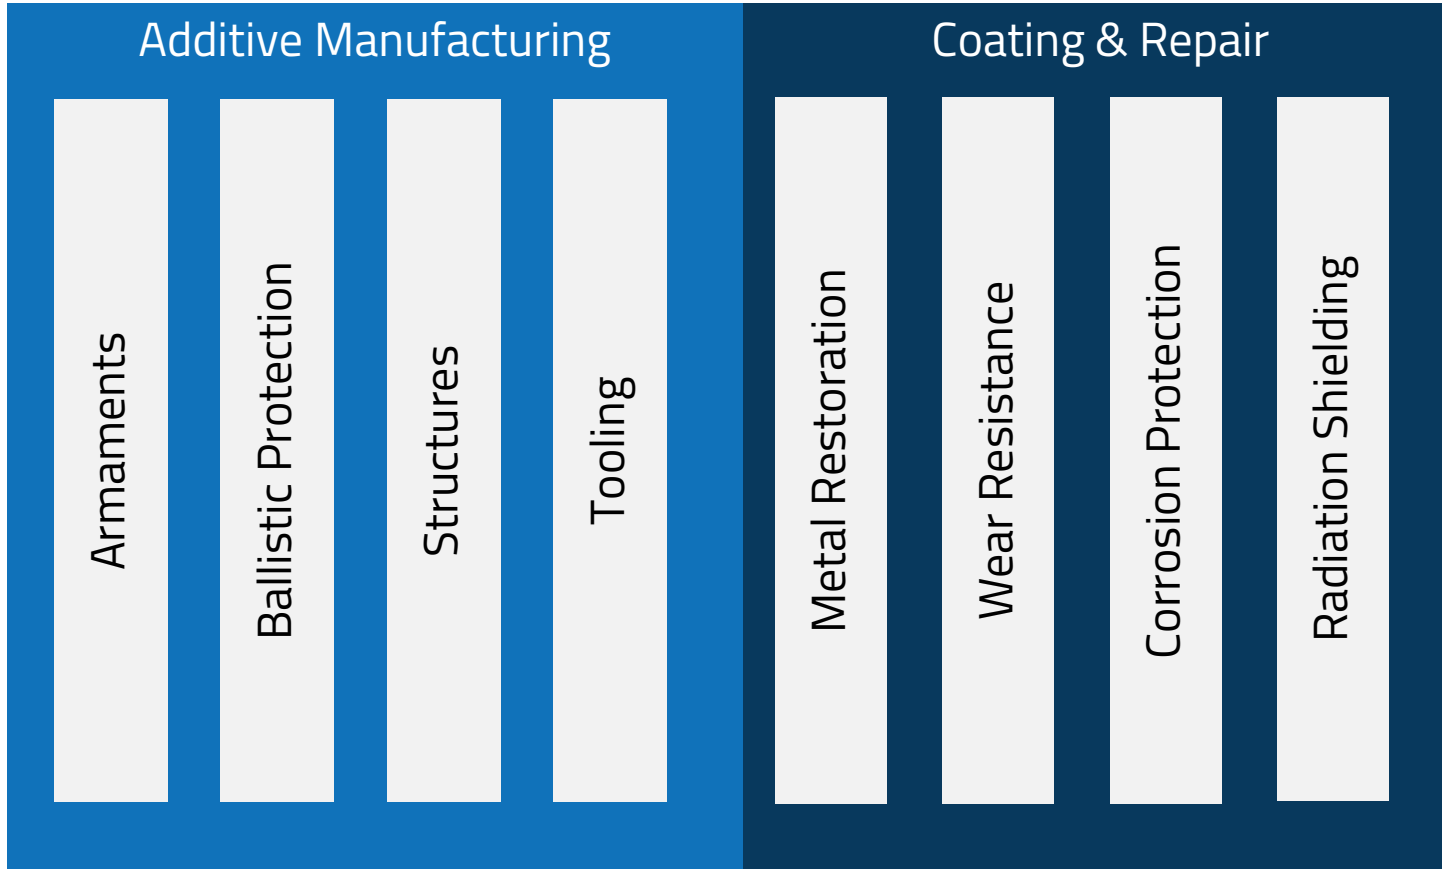 Additive Manufacturing
Armaments
Ballistic Protection
Structures
Tooling
Coating & Repair
Metal Restoration
Wear Resistance
Corrosion Protection
Radiation Shielding